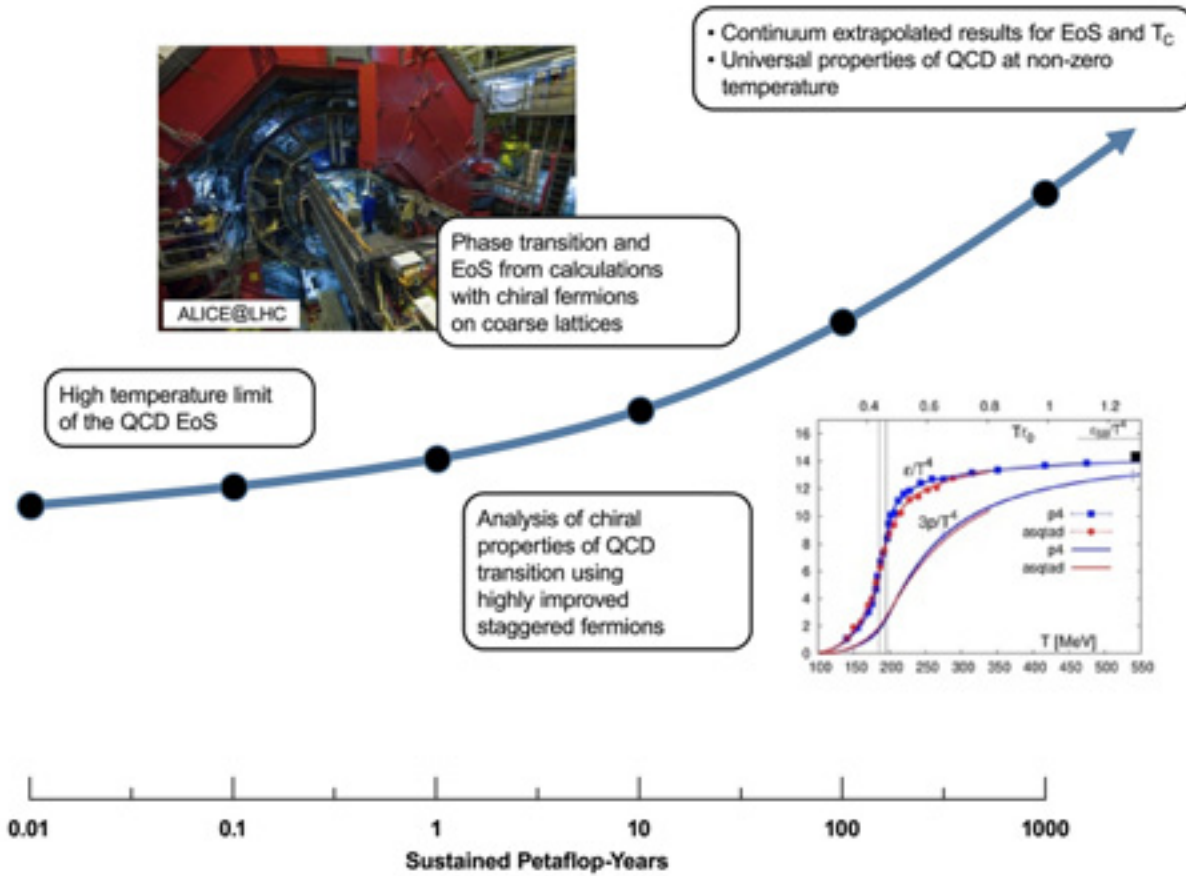 • Continuum extrapolated results for EoS and T_C
• Universal properties of QCD at non-zero
temperature
ALICE@LHC
Phase transition and
EoS from calculations
with chiral fermions
on coarse lattices
High temperature limit
of the QCD EoS
Analysis of chiral
properties of QCD
transition using
highly improved
staggered fermions
0.4 0.6 0.8 1 1.2
Tr₀
ε_SB/T⁴
ε/T⁴
3p/T⁴
p4
asqtad
p4
asqtad
16
14
12
10
8
6
4
2
0
T [MeV]
100 150 200 250 300 350 400 450 500 550
0.01 0.1 1 10 100 1000
Sustained Petaflop-Years